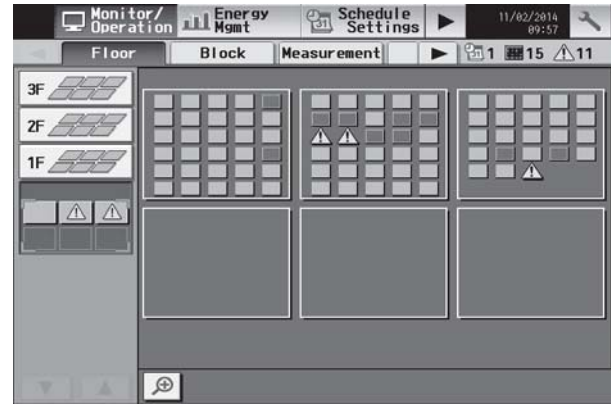 Monitor/
Operation
Energy
Mgmt
Schedule
Settings
11/02/2014
09:57
Floor
Block
Measurement
1
15
11
3F
2F
1F